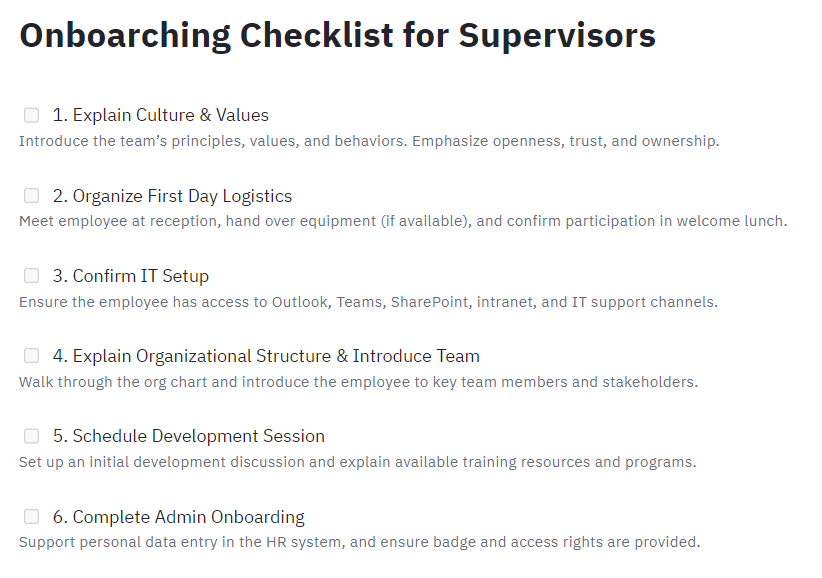 Onboarching Checklist for Supervisors
1. Explain Culture & Values
Introduce the team’s principles, values, and behaviors. Emphasize openness, trust, and ownership.
2. Organize First Day Logistics
Meet employee at reception, hand over equipment (if available), and confirm participation in welcome lunch.
3. Confirm IT Setup
Ensure the employee has access to Outlook, Teams, SharePoint, intranet, and IT support channels.
4. Explain Organizational Structure & Introduce Team
Walk through the org chart and introduce the employee to key team members and stakeholders.
5. Schedule Development Session
Set up an initial development discussion and explain available training resources and programs.
6. Complete Admin Onboarding
Support personal data entry in the HR system, and ensure badge and access rights are provided.